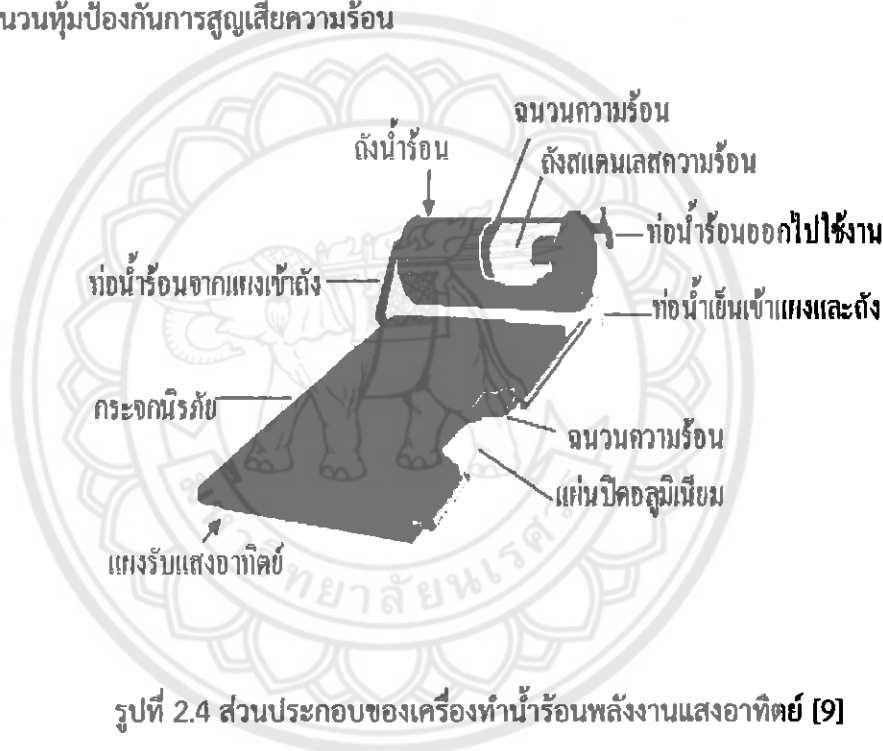 นวนหุ้มป้องกันการสูญเสียความร้อน
ฉนวนความร้อน
ถังน้ำร้อน
ถังสแตนเลสความร้อน
ท่อน้ำร้อนออกไปใช้งาน
ท่อน้ำร้อนจากแผงเข้าถัง
ท่อน้ำเย็นเข้าแผงและถัง
กระจกนิรภัย
ฉนวนความร้อน
แผ่นปิดอลูมิเนียม
แผงรับแสงอาทิตย์
รูปที่ 2.4 ส่วนประกอบของเครื่องทำน้ำร้อนพลังงานแสงอาทิตย์ [9]